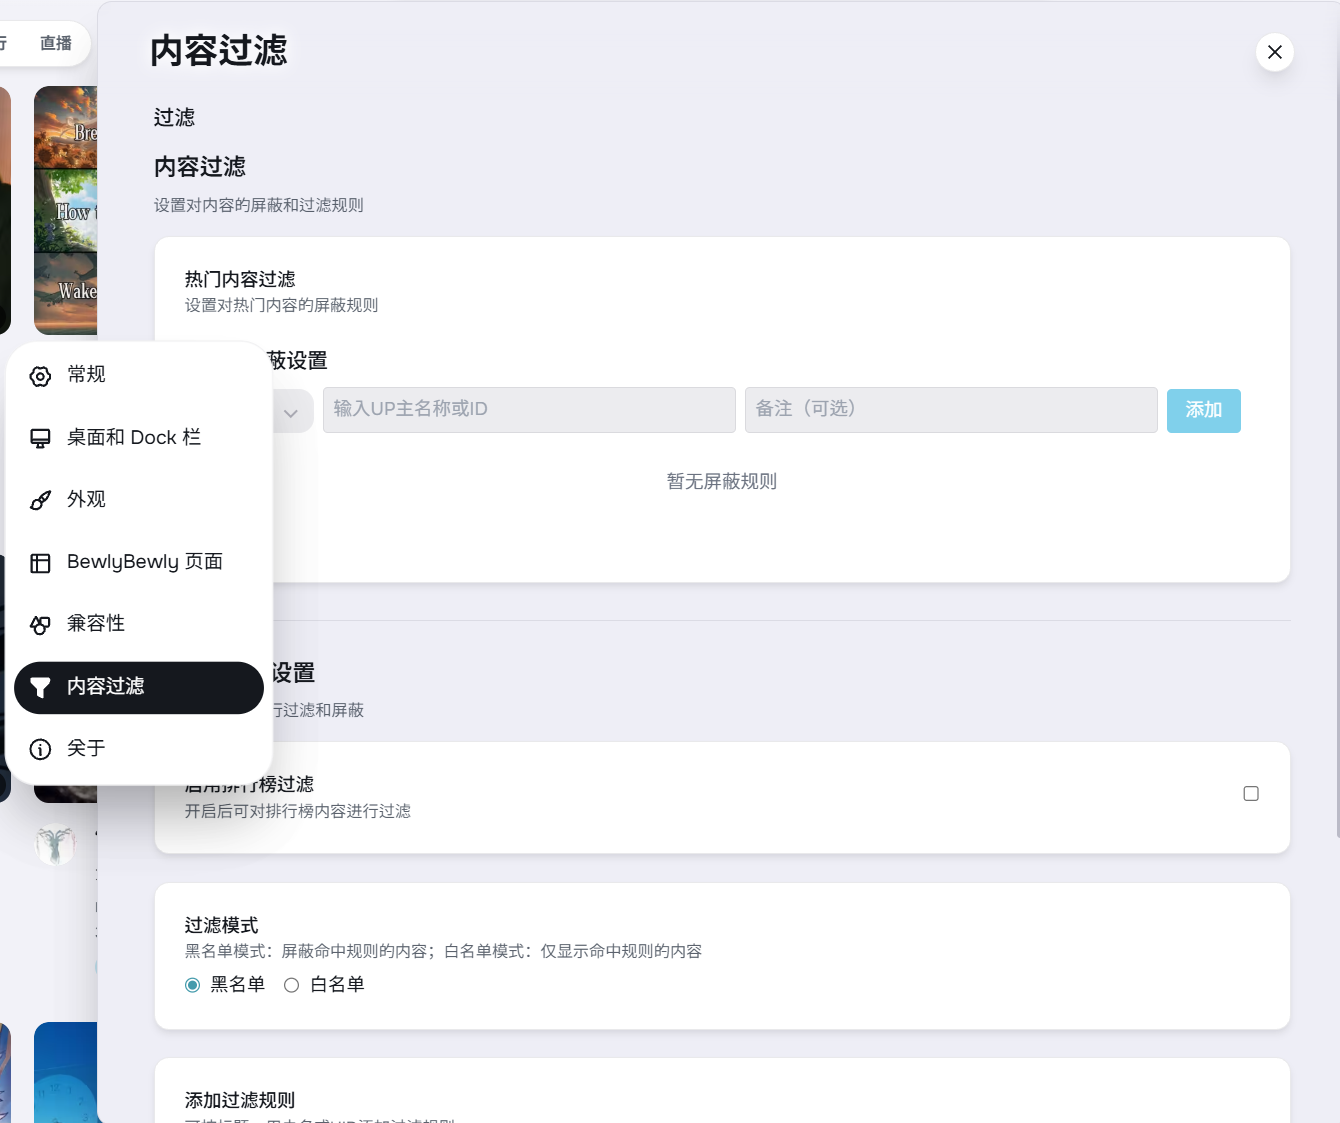 直播
内容过滤
过滤
内容过滤
设置对内容的屏蔽和过滤规则
热门内容过滤
设置对热门内容的屏蔽规则
蔽设置
输入UP主名称或ID
备注（可选）
添加
暂无屏蔽规则
常规
桌面和 Dock 栏
外观
BewlyBewly 页面
兼容性
内容过滤
关于
设置
行过滤和屏蔽
启用排行榜过滤
开启后可对排行榜内容进行过滤
过滤模式
黑名单模式：屏蔽命中规则的内容；白名单模式：仅显示命中规则的内容
黑名单
白名单
添加过滤规则
Bre
How t
Wake